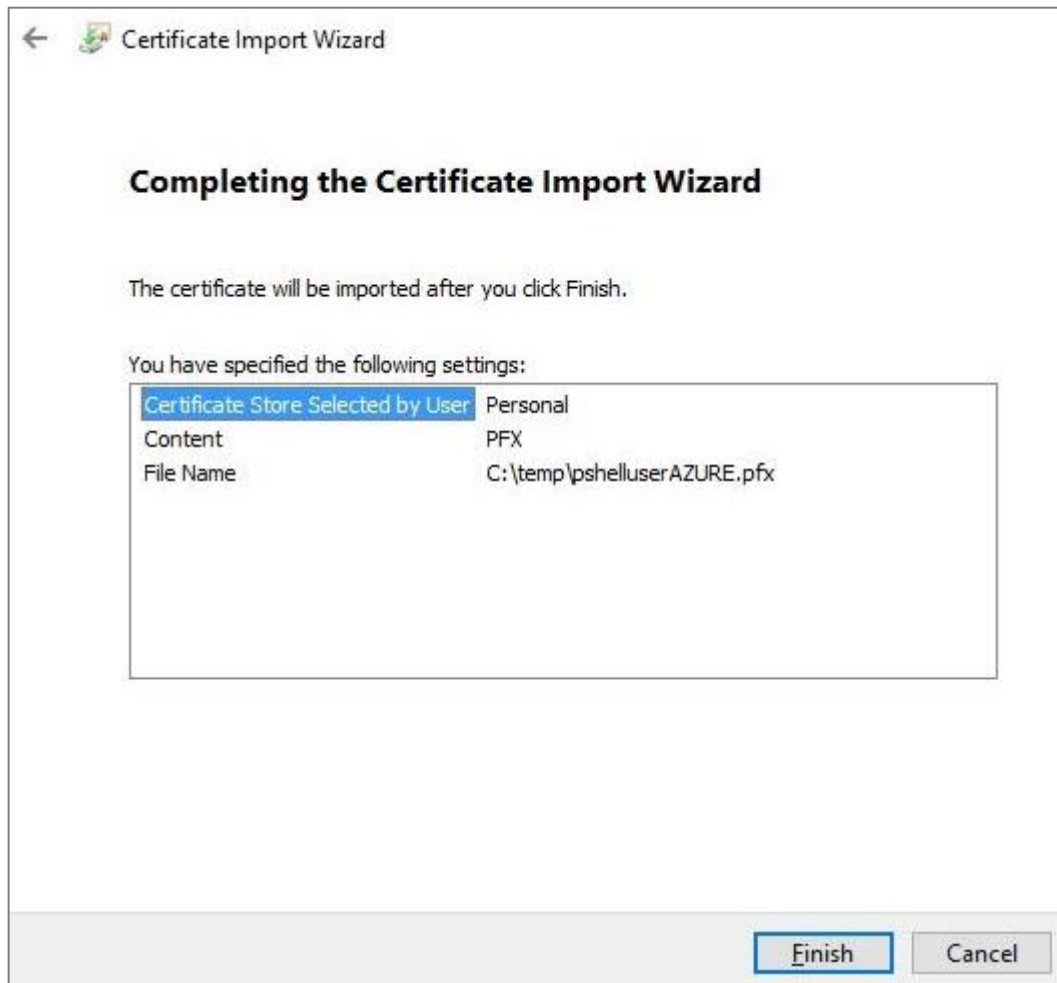 Certificate Import Wizard
Completing the Certificate Import Wizard
The certificate will be imported after you click Finish.
You have specified the following settings:
Certificate Store Selected by User Personal
Content PFX
File Name C:\temp\pshelluserAZURE.pfx
Finish Cancel